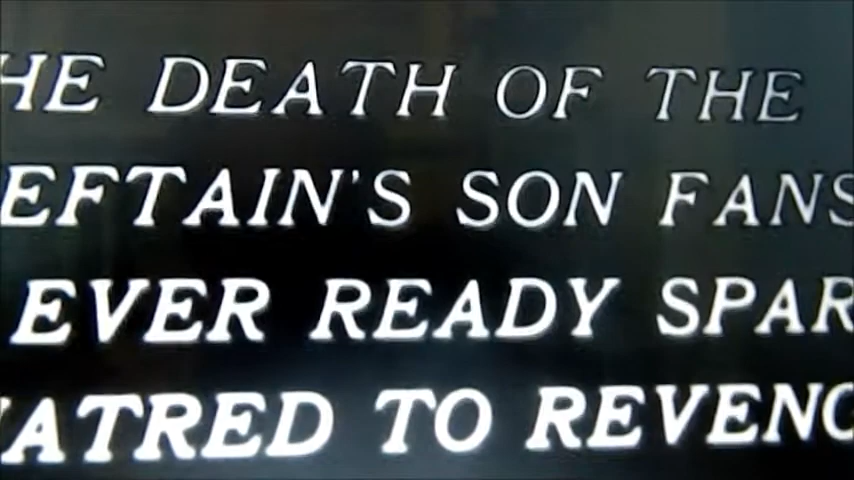 HE DEATH OF THE
EFTAIN'S SON FANS
EVER READY SPAR
ATRED TO REVENG